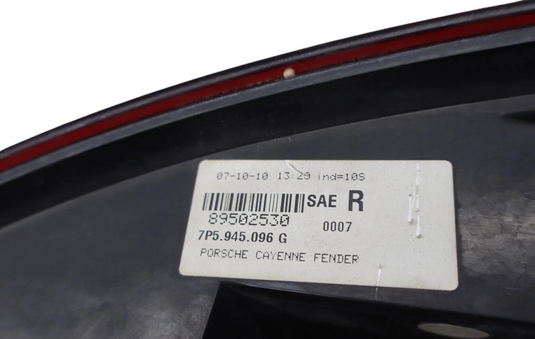 07-10-10 13:29 ind=10S
SAE R
89502530 0007
7P5.945.096 G
PORSCHE CAYENNE FENDER